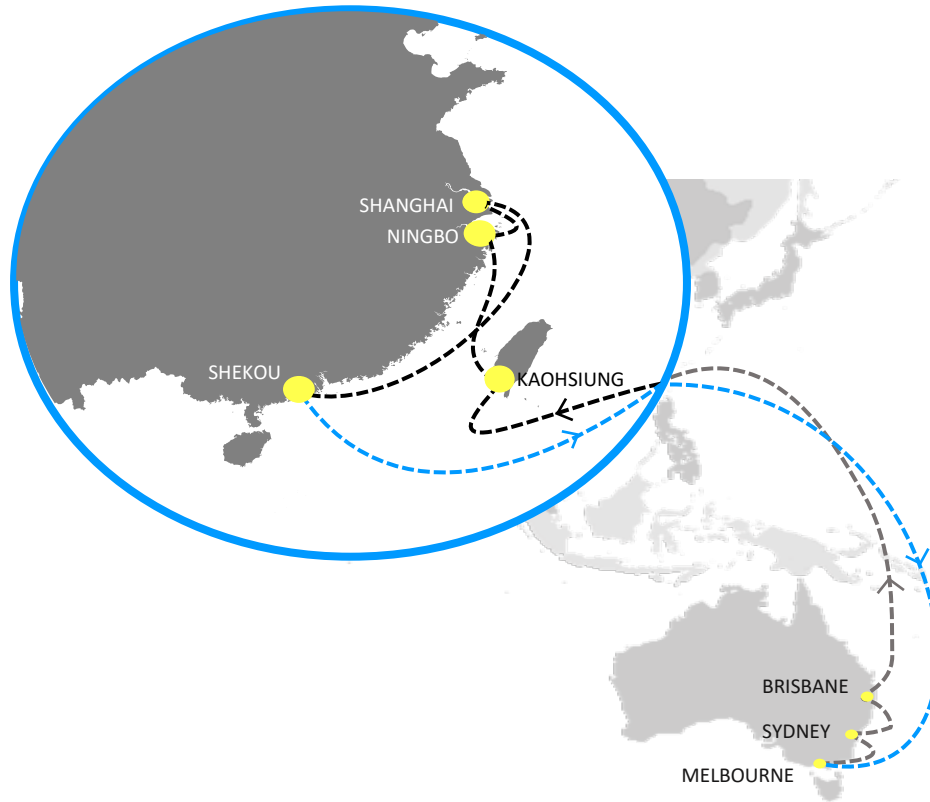 SHANGHAI
NINGBO
SHEKOU
KAOHSIUNG
BRISBANE
SYDNEY
MELBOURNE